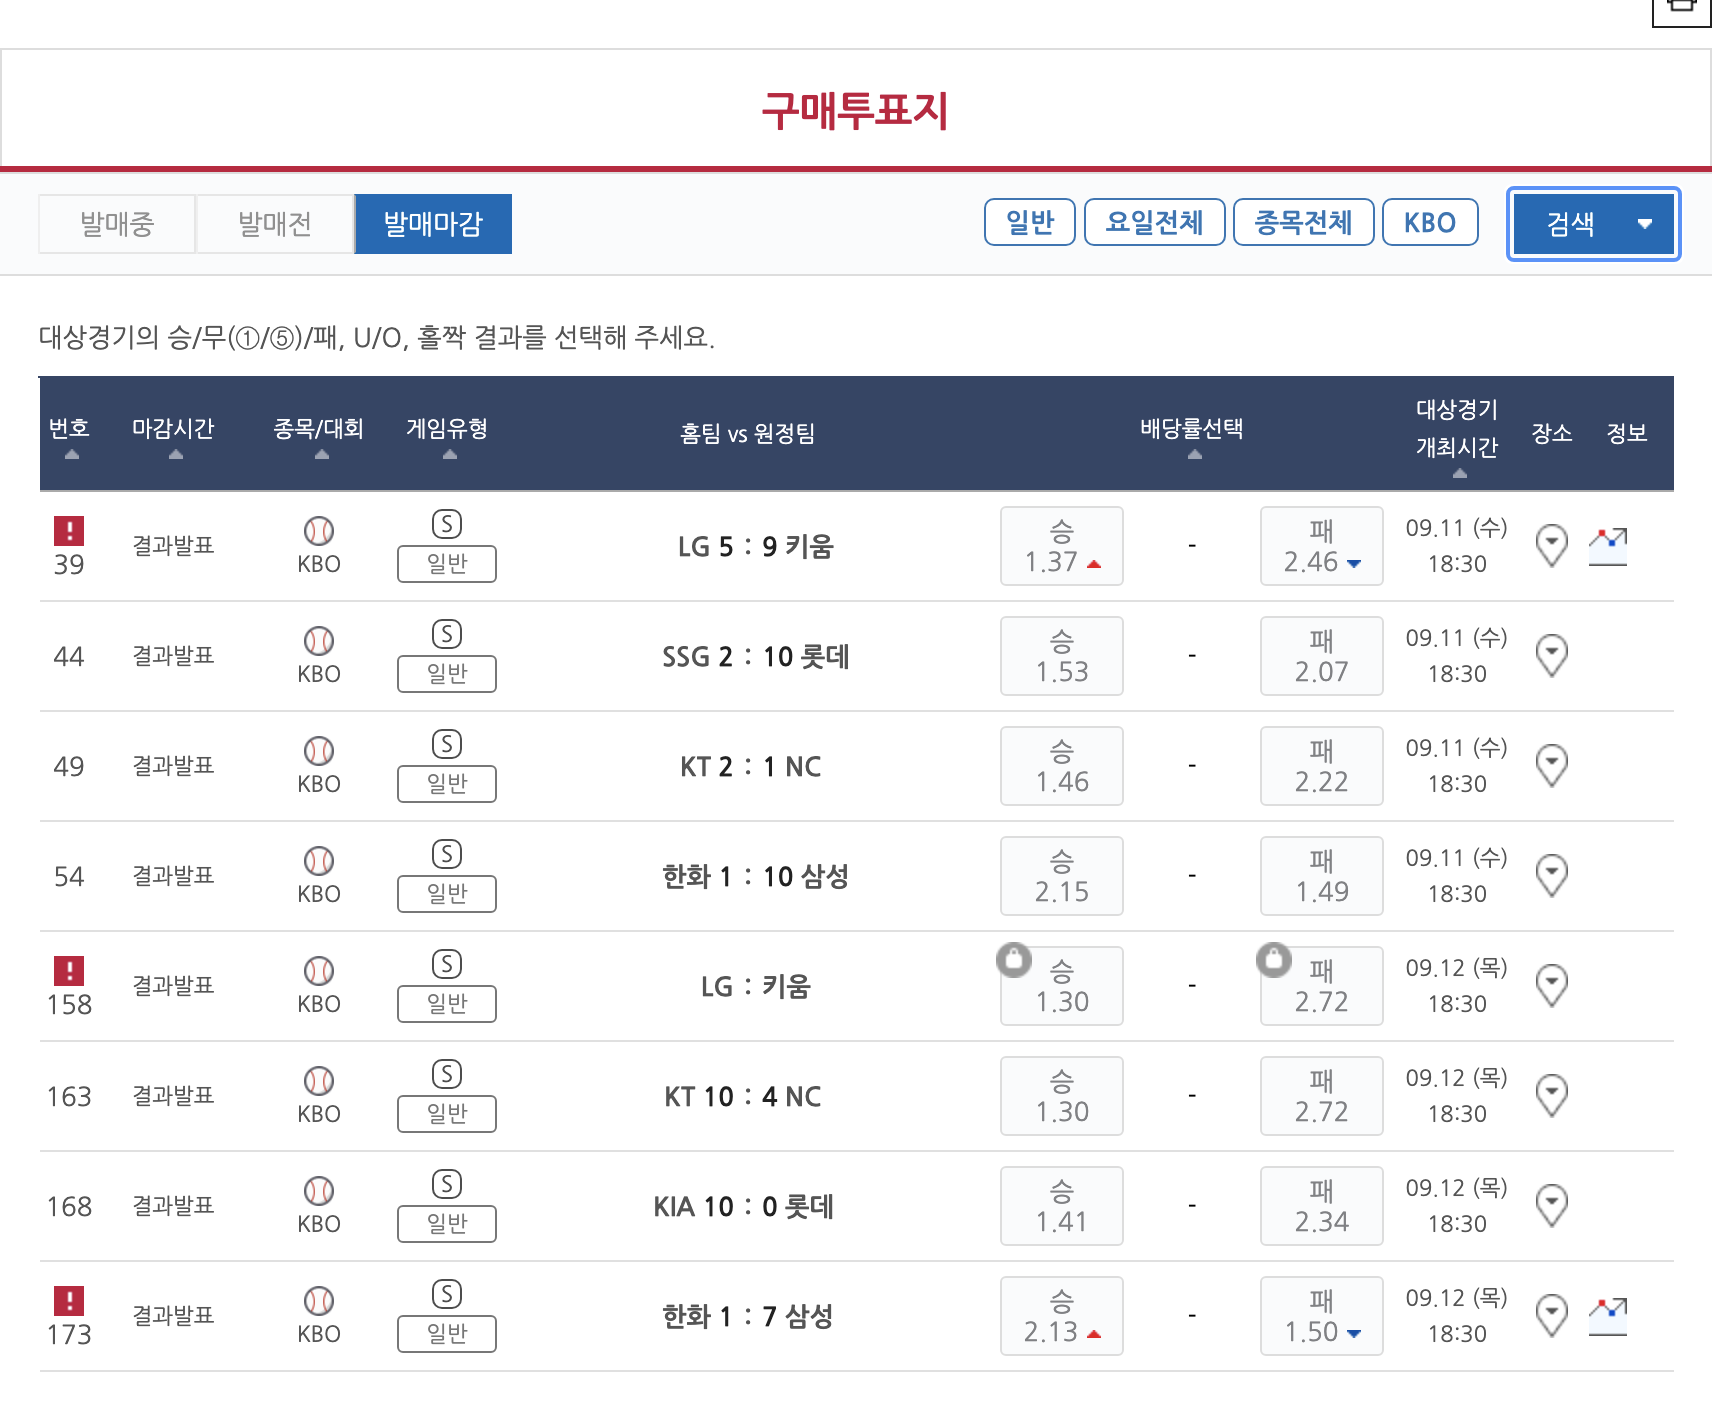 구매투표지
발매중 발매전 발매마감 일반 요일전체 종목전체 KBO 검색
대상경기의 승/무(①/⑤)/패, U/O, 홀짝 결과를 선택해 주세요.
번호 마감시간 종목/대회 게임유형 홈팀 vs 원정팀 배당률선택 대상경기 개최시간 장소 정보
! 39 결과발표 KBO S 일반 LG 5 : 9 키움 승 1.37 - 패 2.46 09.11 (수) 18:30
44 결과발표 KBO S 일반 SSG 2 : 10 롯데 승 1.53 - 패 2.07 09.11 (수) 18:30
49 결과발표 KBO S 일반 KT 2 : 1 NC 승 1.46 - 패 2.22 09.11 (수) 18:30
54 결과발표 KBO S 일반 한화 1 : 10 삼성 승 2.15 - 패 1.49 09.11 (수) 18:30
! 158 결과발표 KBO S 일반 LG : 키움 승 1.30 - 패 2.72 09.12 (목) 18:30
163 결과발표 KBO S 일반 KT 10 : 4 NC 승 1.30 - 패 2.72 09.12 (목) 18:30
168 결과발표 KBO S 일반 KIA 10 : 0 롯데 승 1.41 - 패 2.34 09.12 (목) 18:30
! 173 결과발표 KBO S 일반 한화 1 : 7 삼성 승 2.13 - 패 1.50 09.12 (목) 18:30